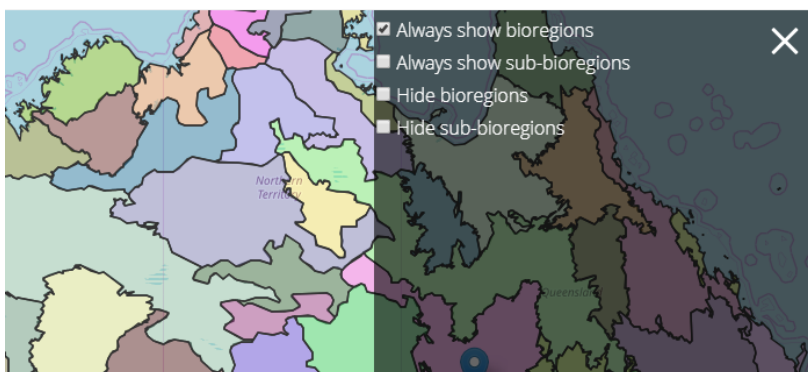 Always show bioregions
Always show sub-bioregions
Hide bioregions
Hide sub-bioregions
Northern
Territory
Queensland